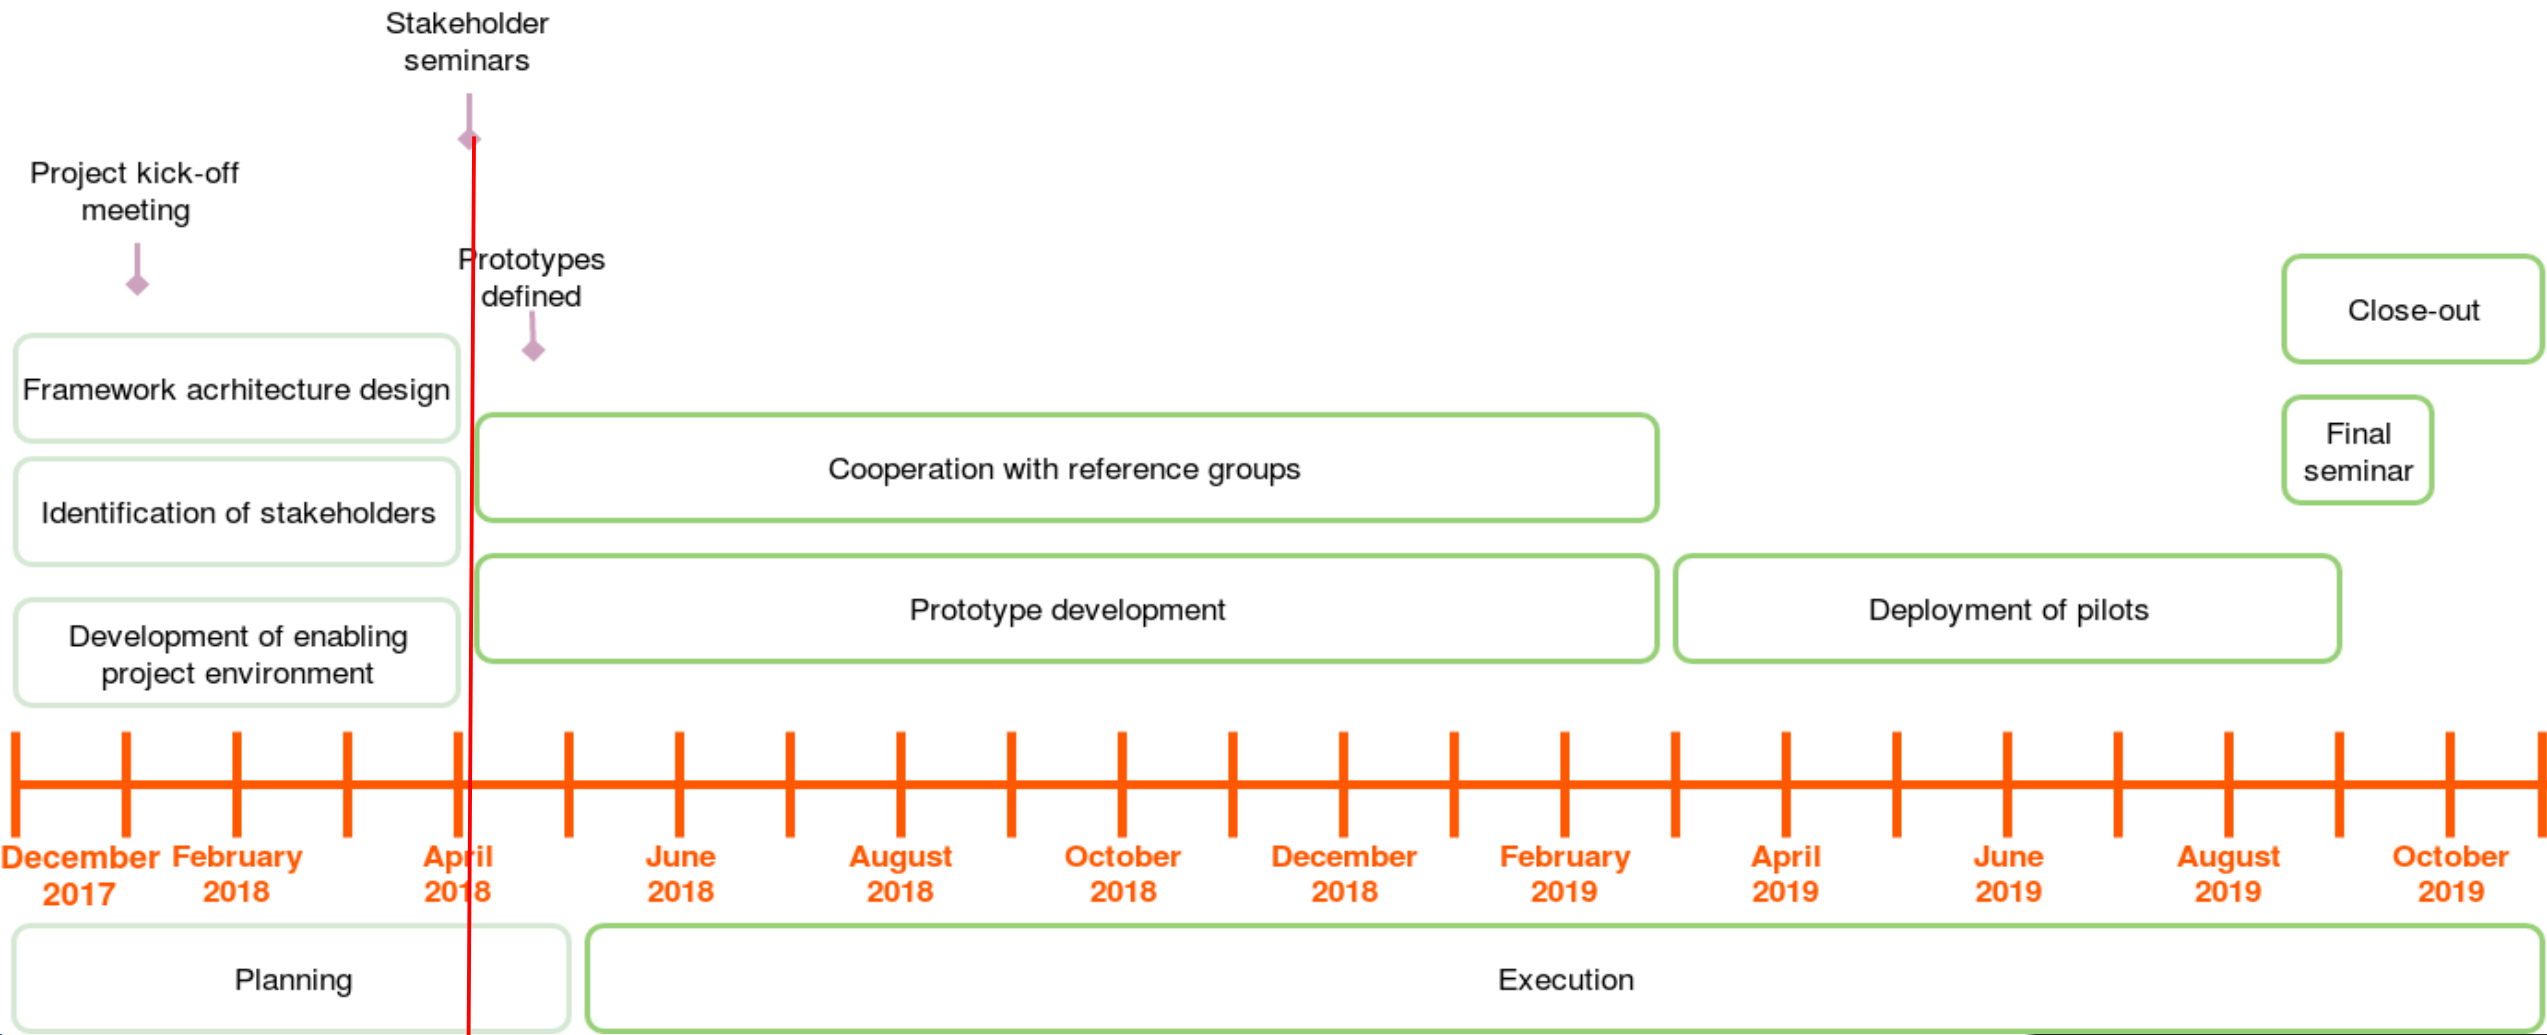 Stakeholder
seminars
Project kick-off
meeting
Prototypes
defined
Close-out
Framework acrhitecture design
Final
seminar
Cooperation with reference groups
Identification of stakeholders
Prototype development
Deployment of pilots
Development of enabling
project environment
December
2017
February
2018
April
2018
June
2018
August
2018
October
2018
December
2018
February
2019
April
2019
June
2019
August
2019
October
2019
Planning
Execution